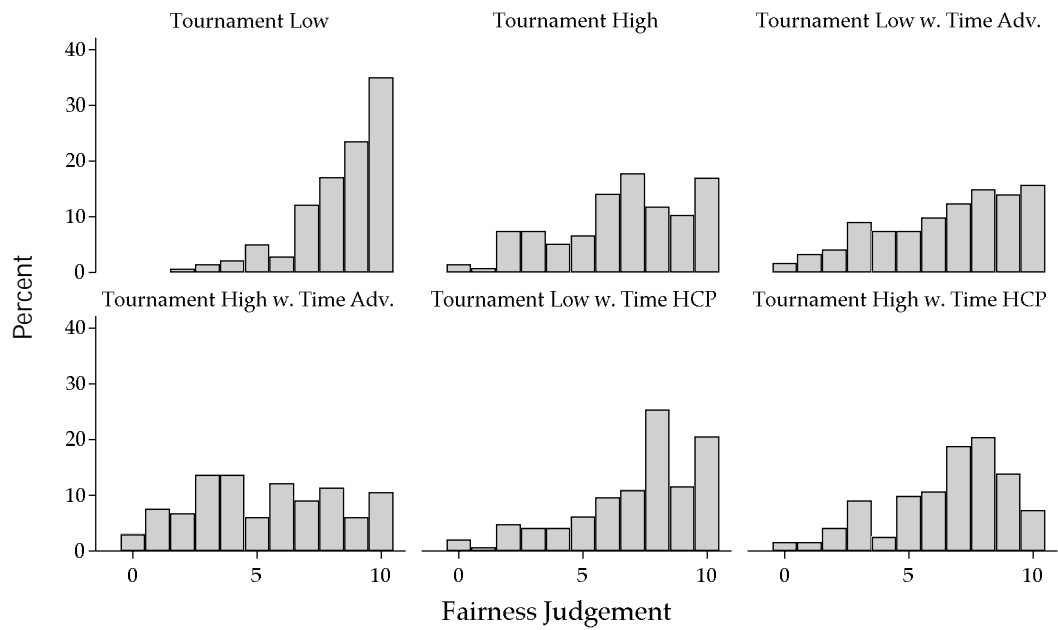 Tournament Low
Tournament High
Tournament Low w. Time Adv.
40
30
20
10
0
Percent
Tournament High w. Time Adv.
Tournament Low w. Time HCP
Tournament High w. Time HCP
40
30
20
10
0
0 5 10
0 5 10
0 5 10
Fairness Judgement